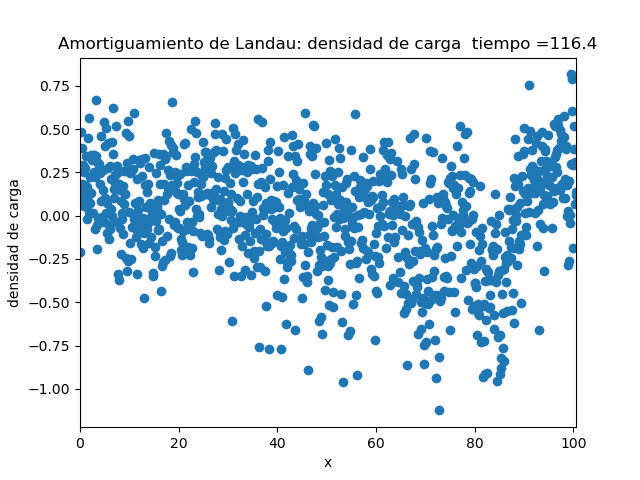 Amortiguamiento de Landau: densidad de carga  tiempo =116.4
0.75
0.50
0.25
0.00
−0.25
−0.50
−0.75
−1.00
densidad de carga
0 20 40 60 80 100
x